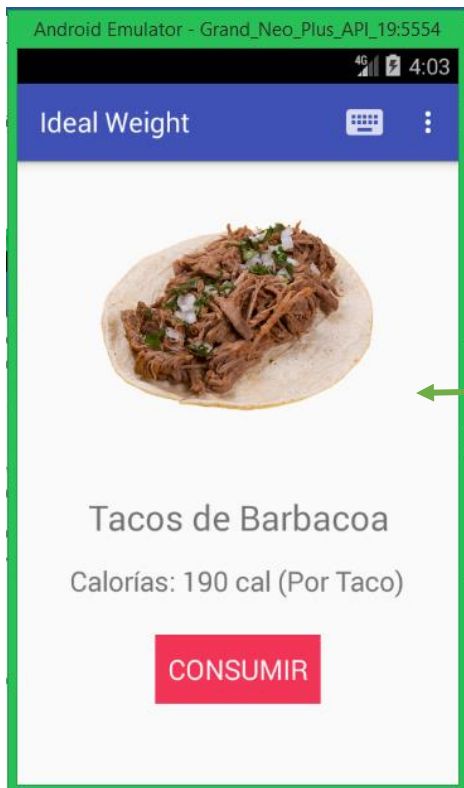 Android Emulator - Grand_Neo_Plus_API_19:5554
4G 4:03
Ideal Weight
Tacos de Barbacoa
Calorías: 190 cal (Por Taco)
CONSUMIR